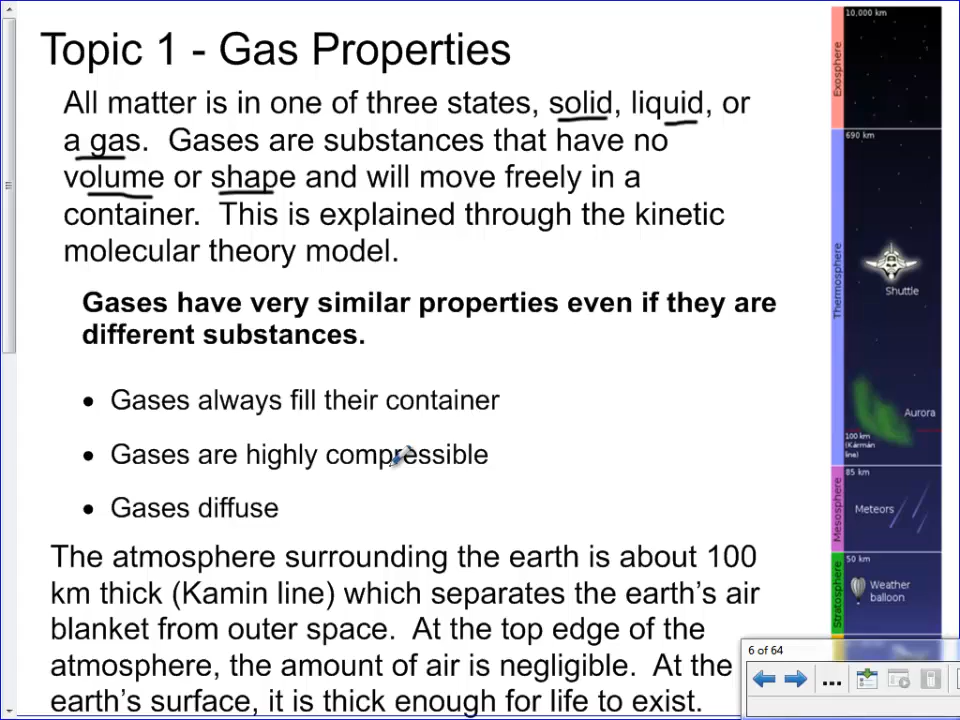 Topic 1 - Gas Properties
All matter is in one of three states, solid, liquid, or
a gas.  Gases are substances that have no
volume or shape and will move freely in a
container.  This is explained through the kinetic
molecular theory model.
Gases have very similar properties even if they are
different substances.
• Gases always fill their container
• Gases are highly compressible
• Gases diffuse
The atmosphere surrounding the earth is about 100
km thick (Kamin line) which separates the earth's air
blanket from outer space.  At the top edge of the
atmosphere, the amount of air is negligible.  At the
earth's surface, it is thick enough for life to exist.
10,000 km
Exosphere
690 km
Thermosphere
Shuttle
Aurora
100 km
(Kármán
line)
85 km
Mesosphere
Meteors
50 km
Stratosphere
Weather
balloon
6 of 64